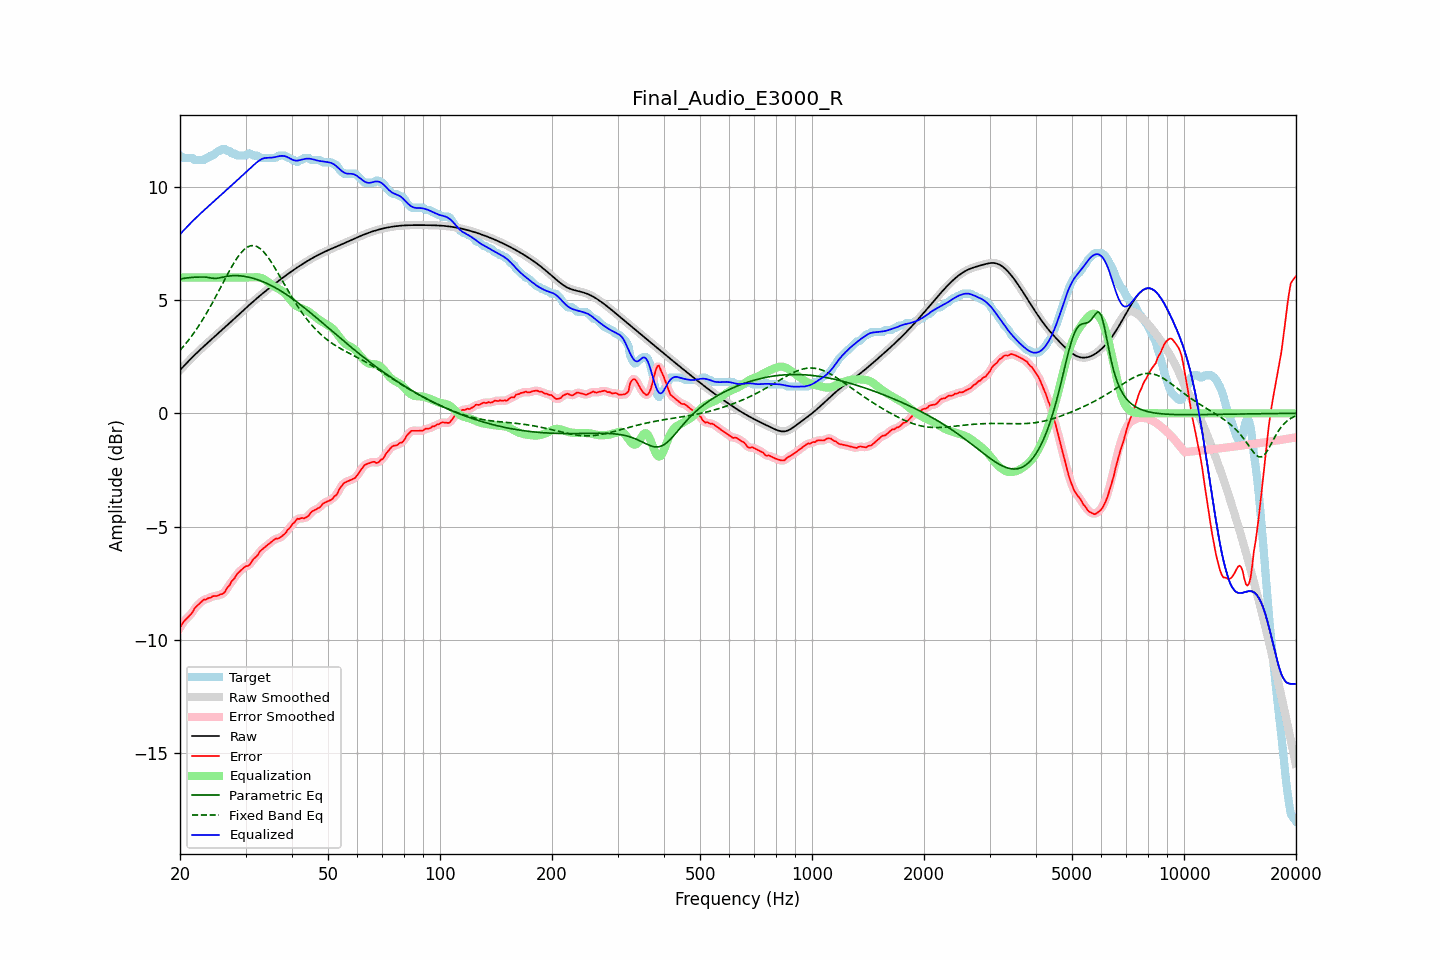 Final_Audio_E3000_R
Amplitude (dBr)
10
5
0
−5
−10
−15
Target
Raw Smoothed
Error Smoothed
Raw
Error
Equalization
Parametric Eq
Fixed Band Eq
Equalized
20
50
100
200
500
1000
2000
5000
10000
20000
Frequency (Hz)